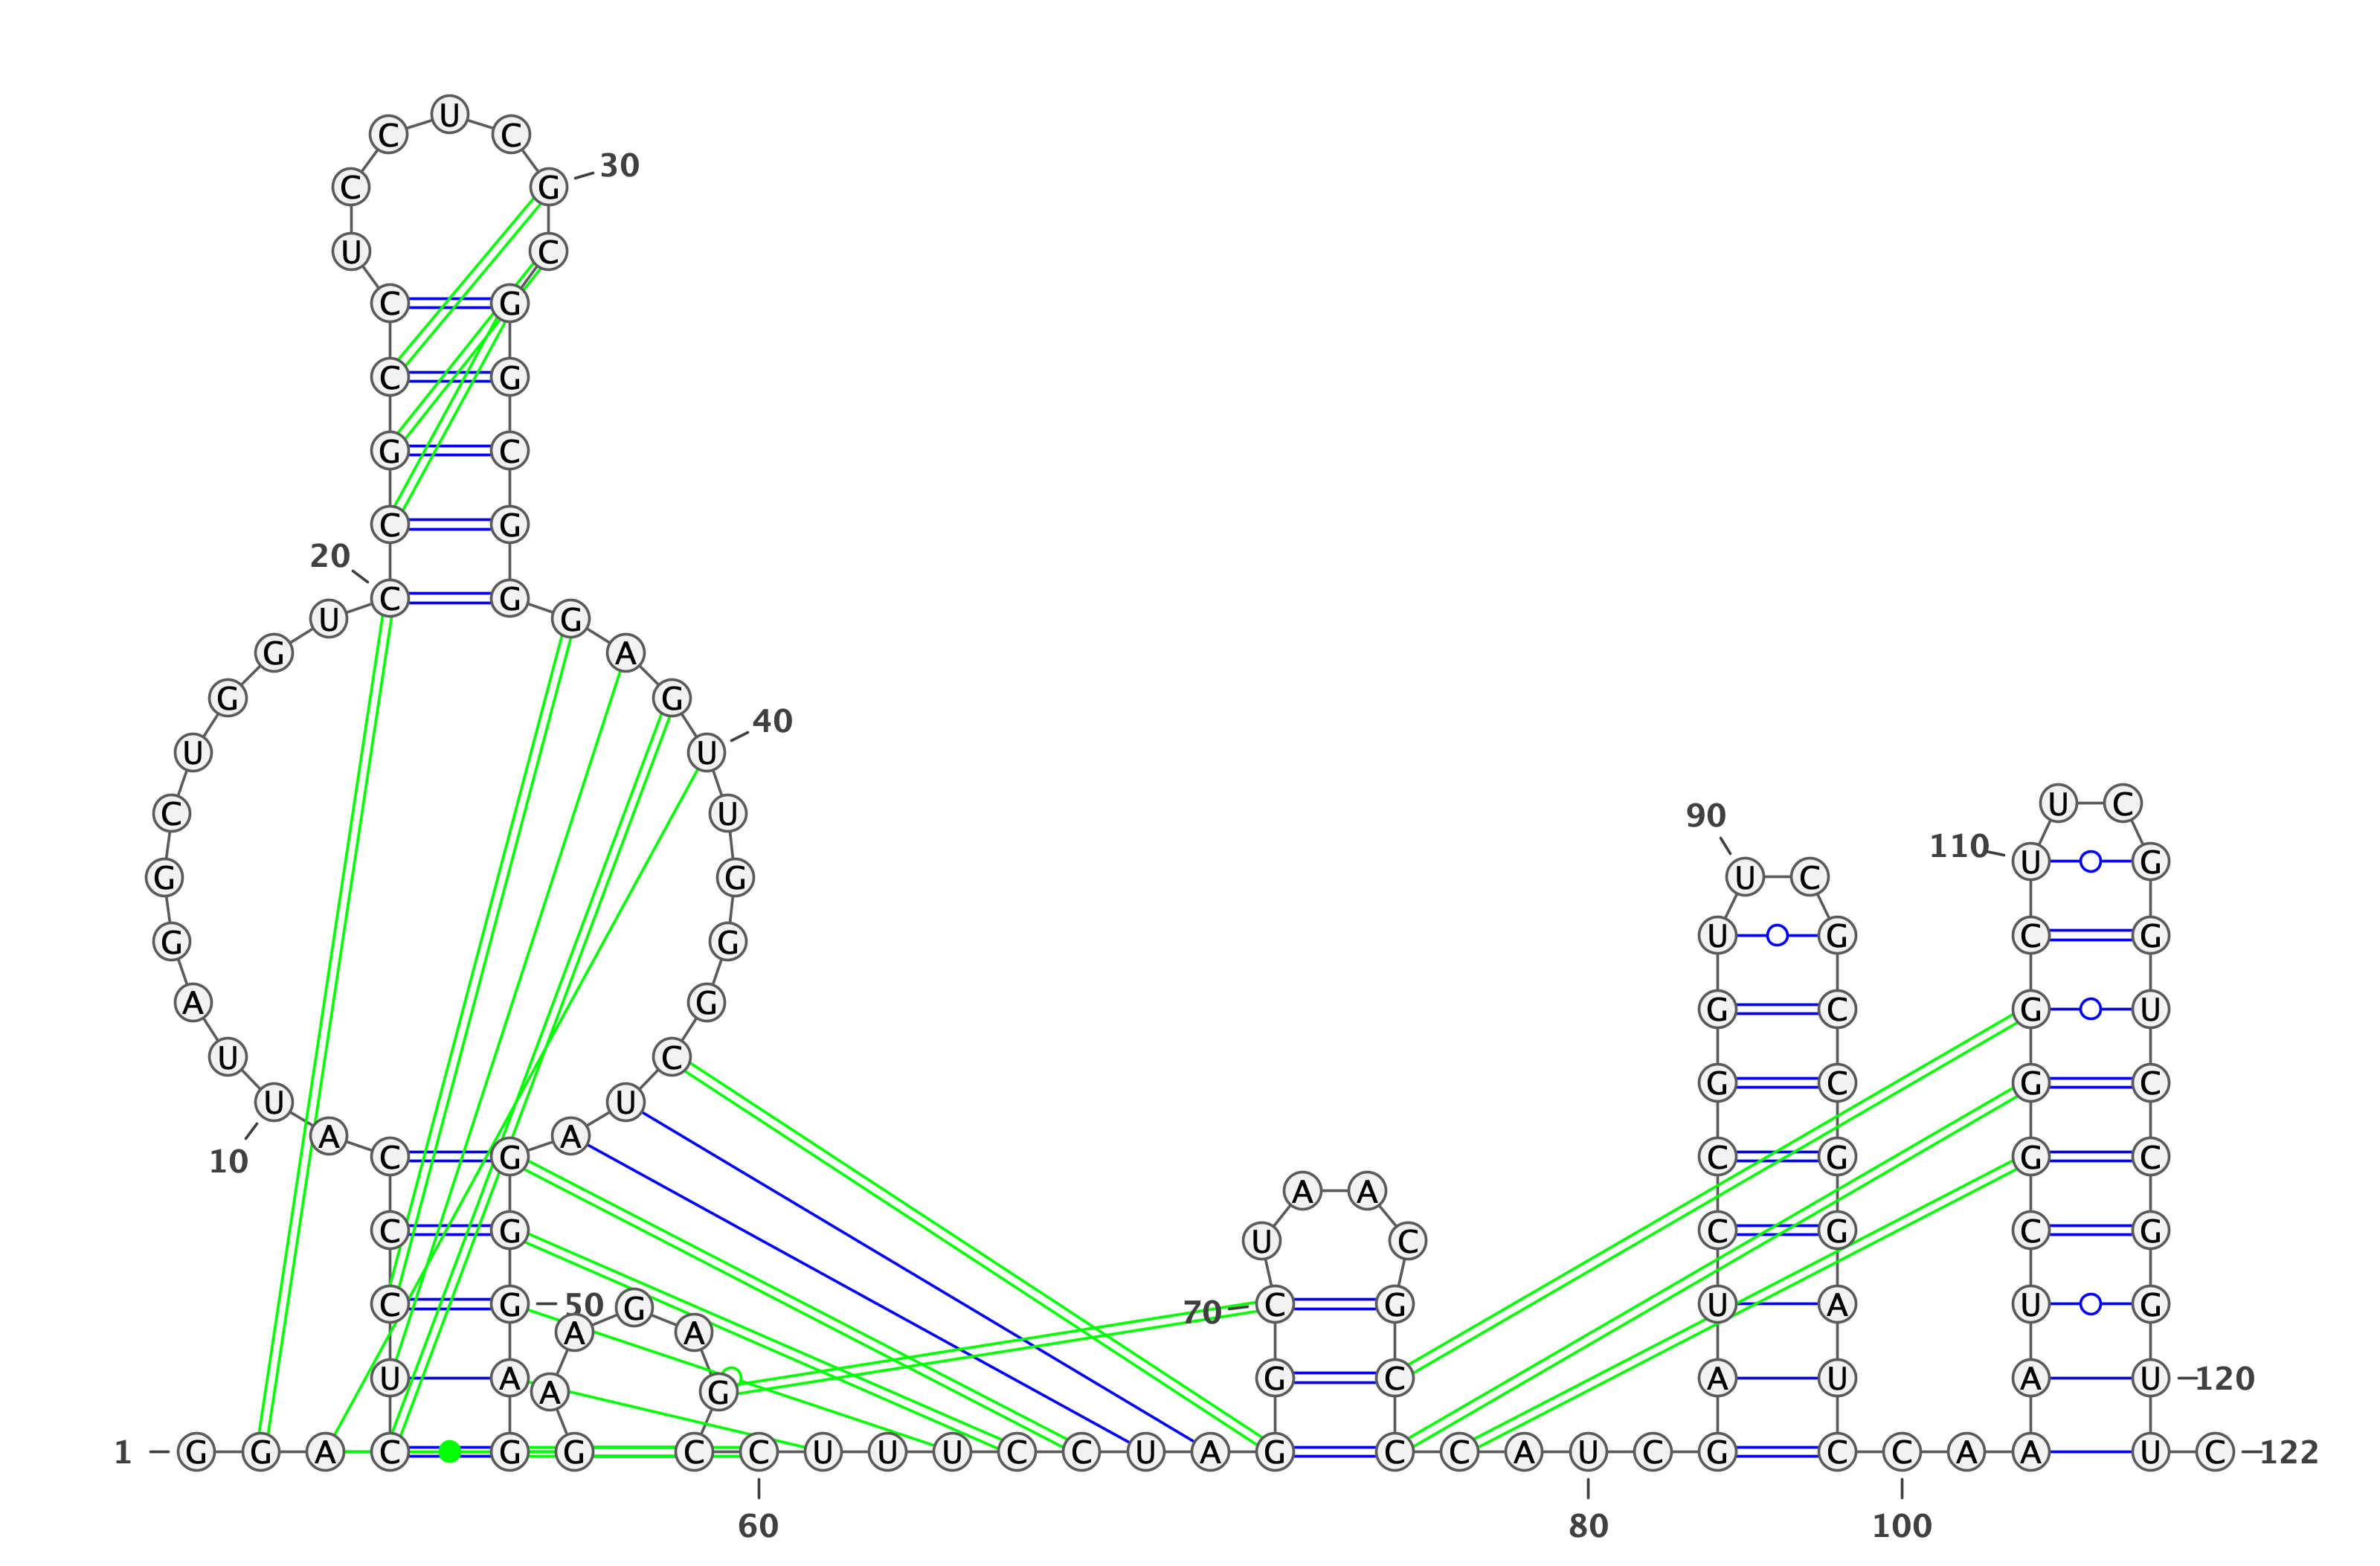 U
C C
30
C G
U C
C G
C G
G C
C G
20
C G
U G
G A
G G
40
U U
U C
90
C U
110
U G
G G U C
G G U G C G
A G G C G U
U C
G C G C
U U
A A
10
C G C G G C
A A
C G U C C G C G
C G 50 G 70 C G U A U G
A A
U A A G G C A U A U 120
1 G G A C G G C C U U U C C U A G C C A U C G C C A A U C 122
60 80 100